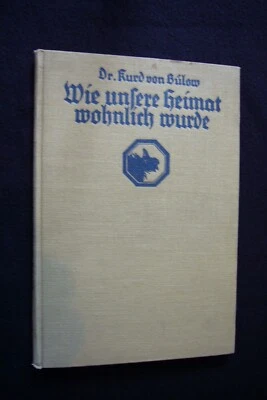 Dr. Kurd von Bülow
Wie unsere Heimat
wohnlich wurde